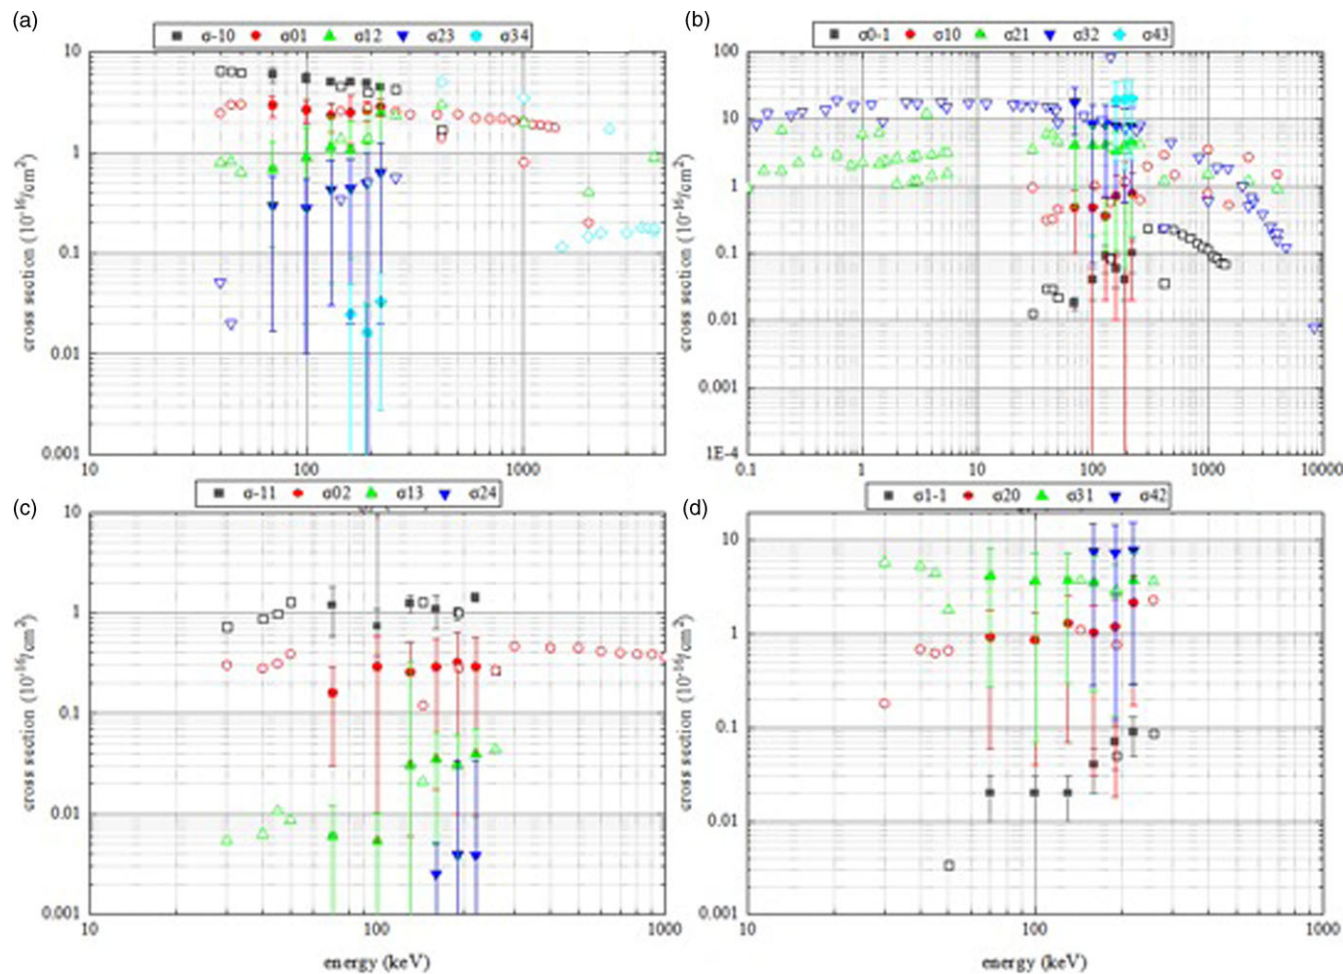 (a)
σ-10 σ01 σ12 σ23 σ34
10
1
0.1
0.01
0.001
cross section (10⁻¹⁶/cm²)
10 100 1000
(b)
σ0-1 σ10 σ21 σ32 σ43
100
10
1
0.1
0.01
0.001
1E-4
cross section (10⁻¹⁶/cm²)
0.1 1 10 100 1000 10000
(c)
σ-11 σ02 σ13 σ24
10
1
0.1
0.01
0.001
cross section (10⁻¹⁶/cm²)
10 100 1000
energy (keV)
(d)
σ1-1 σ20 σ31 σ42
10
1
0.1
0.01
0.001
cross section (10⁻¹⁶/cm²)
10 100 1000
energy (keV)